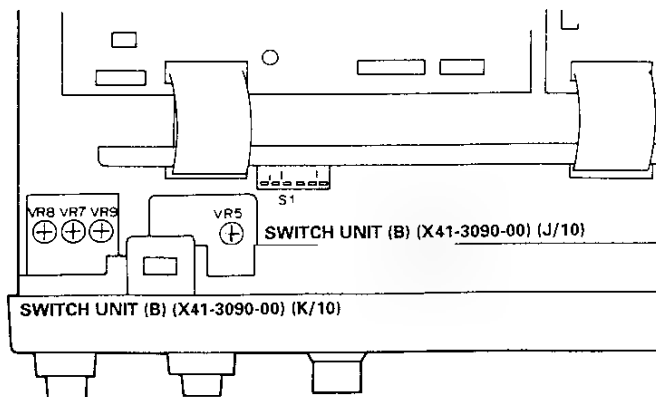 S1
VR8 VR7 VR9
VR5
SWITCH UNIT (B) (X41-3090-00) (J/10)
SWITCH UNIT (B) (X41-3090-00) (K/10)